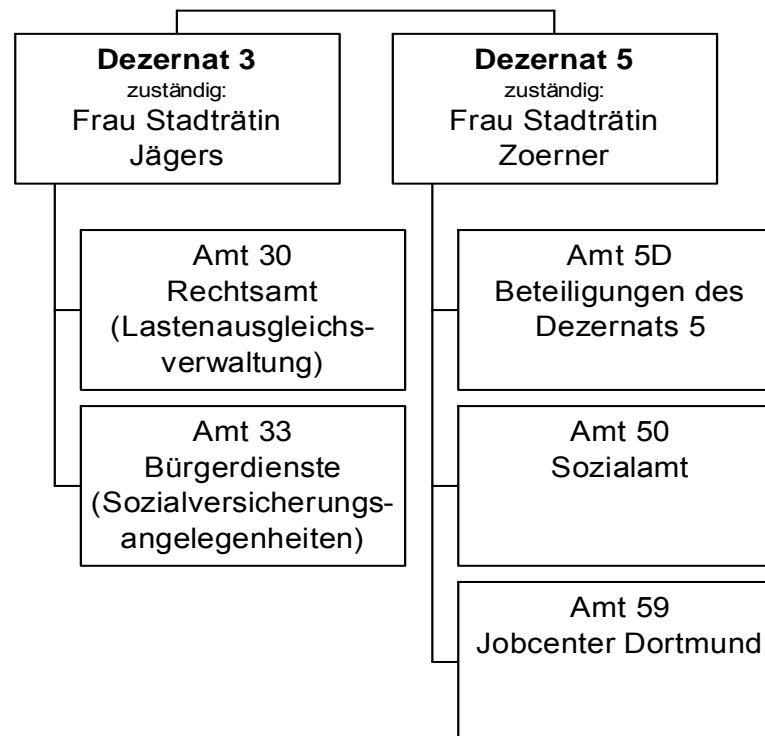 Dezernat 3
zuständig:
Frau Stadträtin
Jägers
Dezernat 5
zuständig:
Frau Stadträtin
Zoerner
Amt 30
Rechtsamt
(Lastenausgleichs-
verwaltung)
Amt 33
Bürgerdienste
(Sozialversicherungs-
angelegenheiten)
Amt 5D
Beteiligungen des
Dezernats 5
Amt 50
Sozialamt
Amt 59
Jobcenter Dortmund